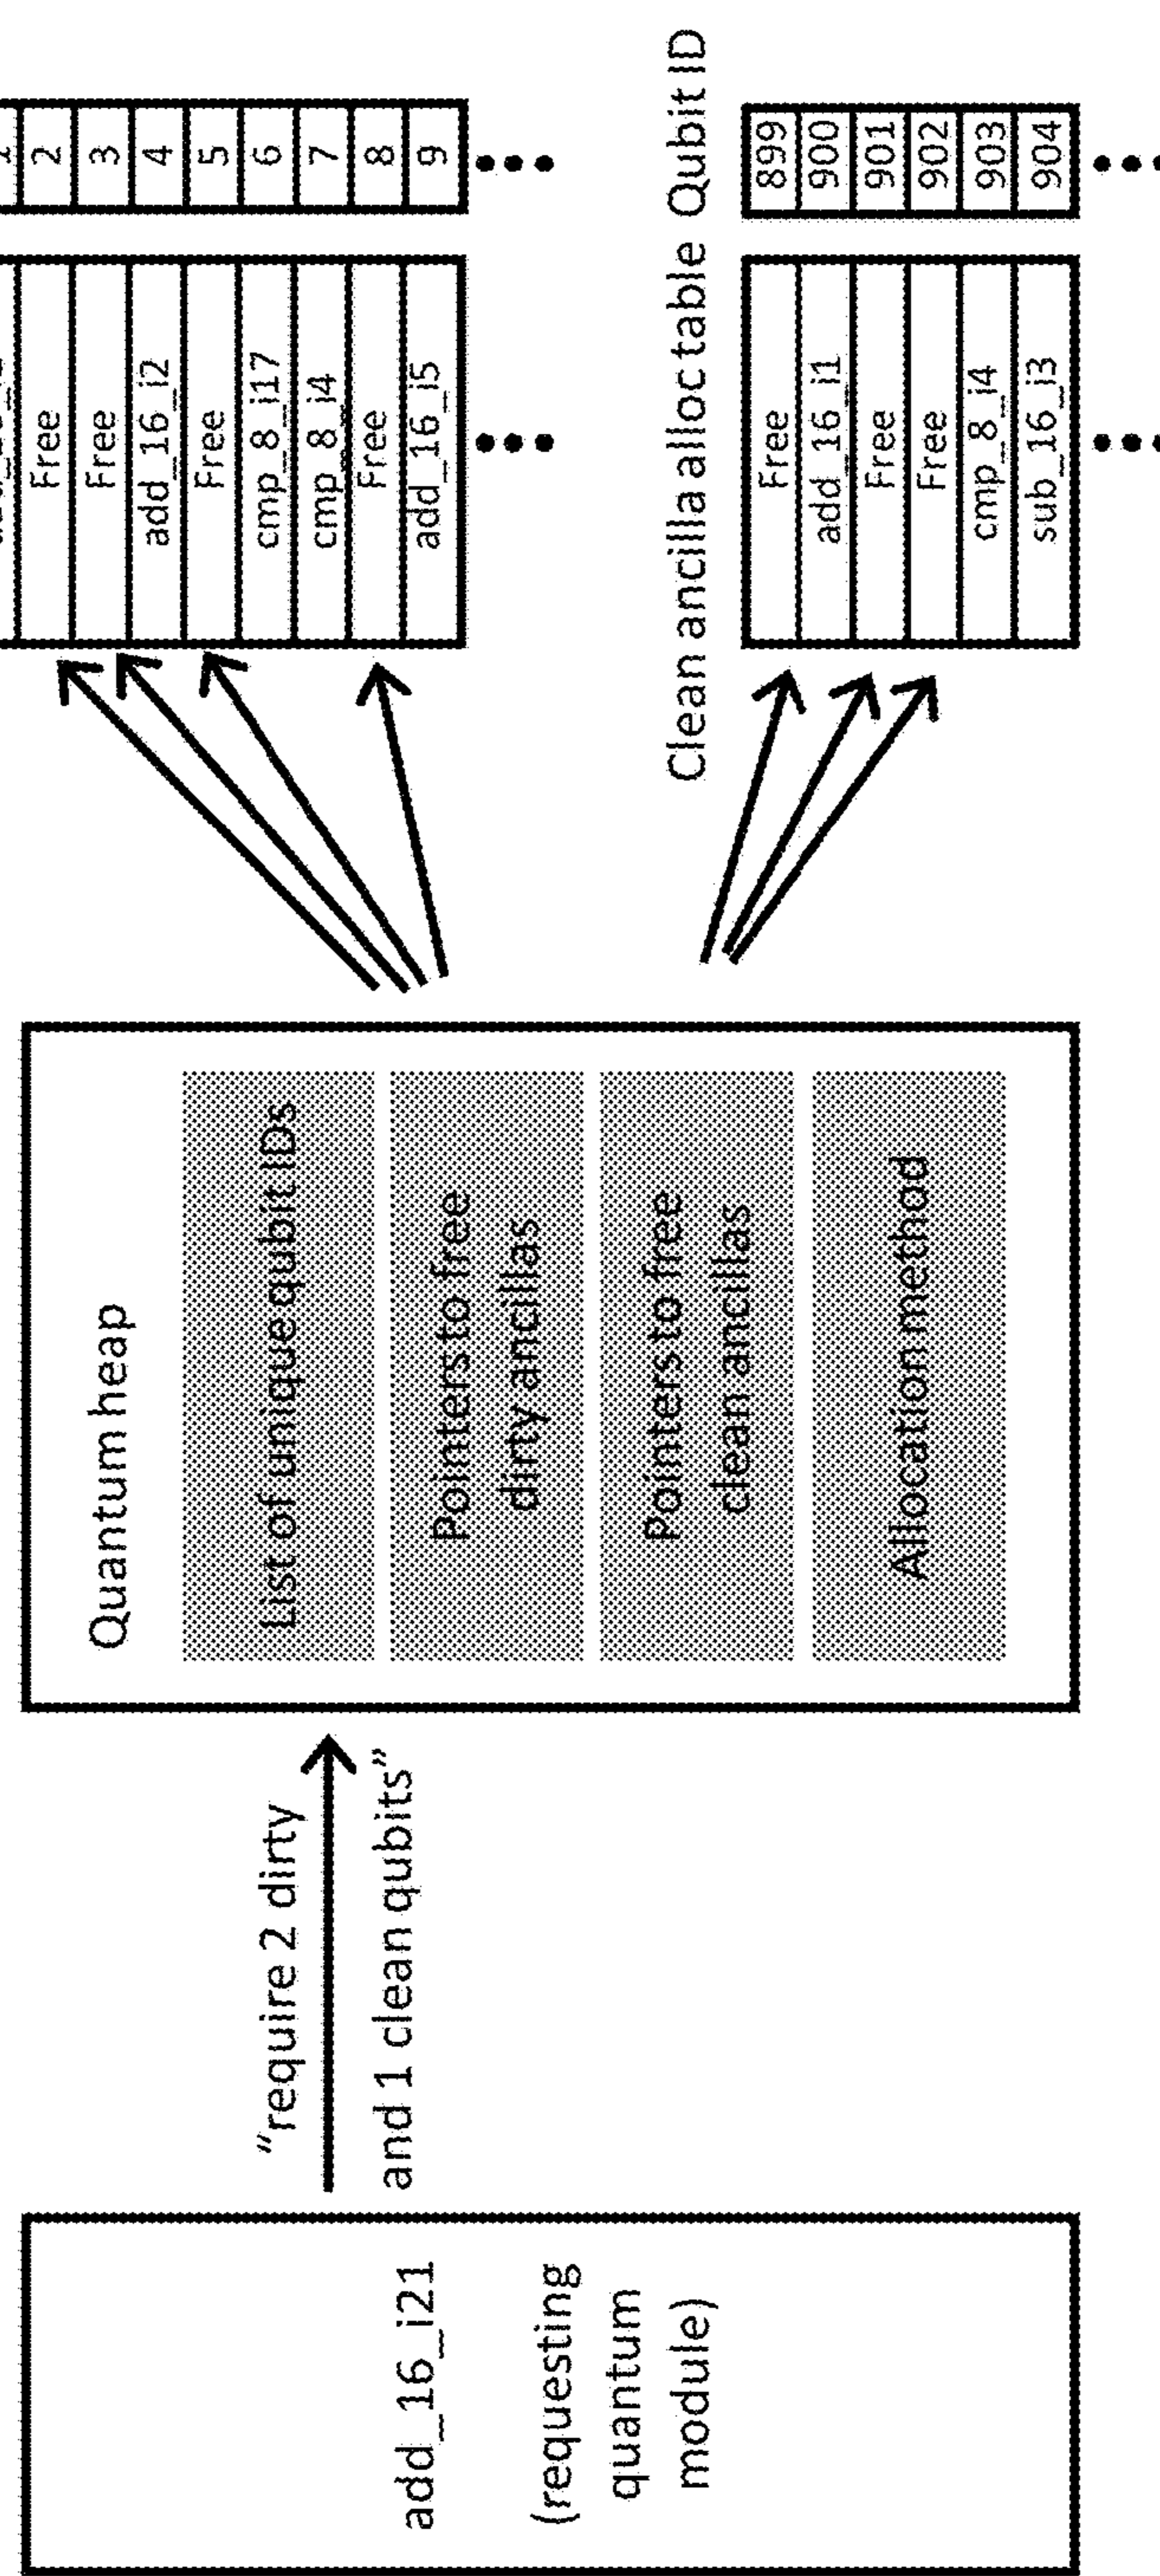 add_16_i21
(requesting
quantum
module)
"require 2 dirty
and 1 clean qubits"
Quantum heap
List of unique qubit IDs
Pointers to free
dirty ancillas
Pointers to free
clean ancillas
Allocation method
Free 2
Free 3
add_16_i2 4
Free 5
cmp_8_i17 6
cmp_8_i4 7
Free 8
add_16_i5 9
Clean ancilla alloc table Qubit ID
Free 899
add_16_i1 900
Free 901
Free 902
cmp_8_i4 903
sub_16_i3 904